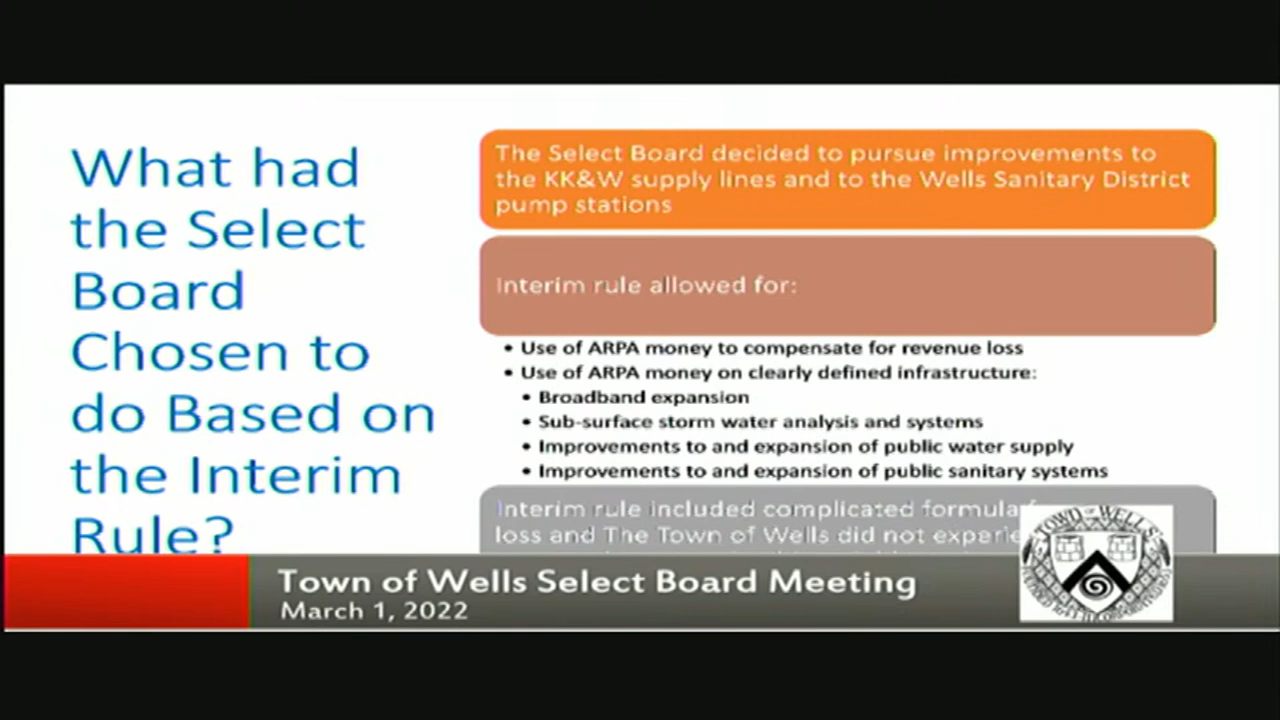 What had
the Select
Board
Chosen to
do Based on
the Interim
Rule?
The Select Board decided to pursue improvements to
the KK&W supply lines and to the Wells Sanitary District
pump stations
Interim rule allowed for:
• Use of ARPA money to compensate for revenue loss
• Use of ARPA money on clearly defined infrastructure:
• Broadband expansion
• Sub-surface storm water analysis and systems
• Improvements to and expansion of public water supply
• Improvements to and expansion of public sanitary systems
Interim rule included complicated formula
loss and The Town of Wells did not
TOWN OF WELLS
Town of Wells Select Board Meeting
March 1, 2022